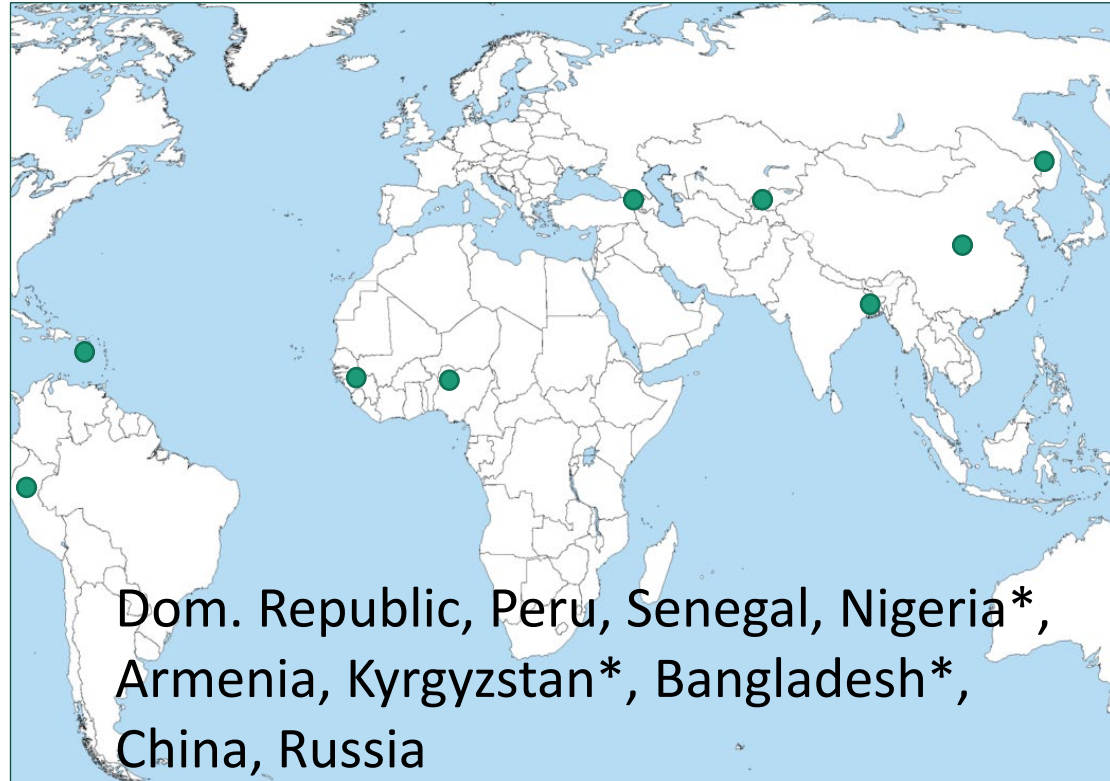 Dom. Republic, Peru, Senegal, Nigeria*,
Armenia, Kyrgyzstan*, Bangladesh*,
China, Russia